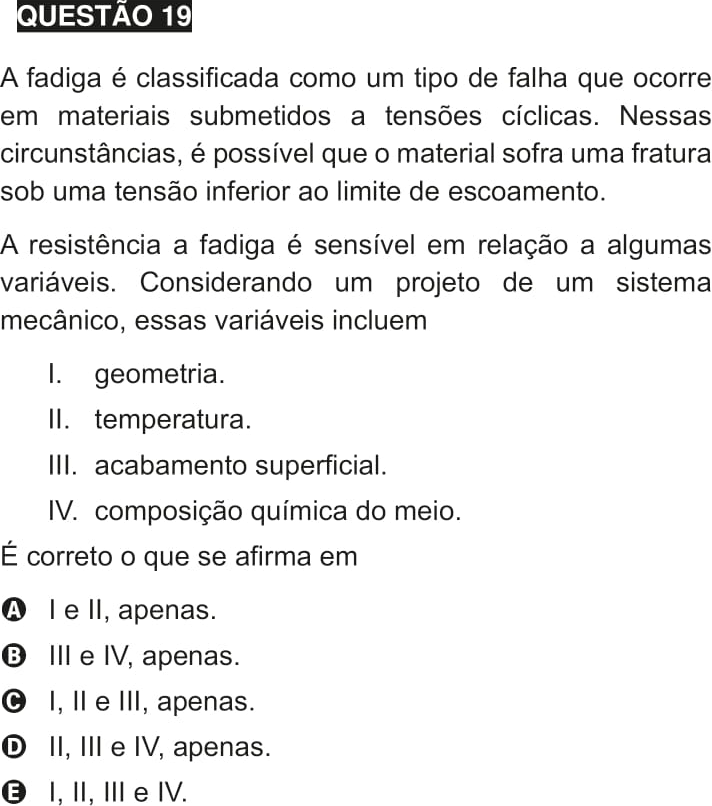 QUESTÃO 19
A fadiga é classificada como um tipo de falha que ocorre
em materiais submetidos a tensões cíclicas. Nessas
circunstâncias, é possível que o material sofra uma fratura
sob uma tensão inferior ao limite de escoamento.
A resistência a fadiga é sensível em relação a algumas
variáveis. Considerando um projeto de um sistema
mecânico, essas variáveis incluem
I. geometria.
II. temperatura.
III. acabamento superficial.
IV. composição química do meio.
É correto o que se afirma em
A I e II, apenas.
B III e IV, apenas.
C I, II e III, apenas.
D II, III e IV, apenas.
E I, II, III e IV.